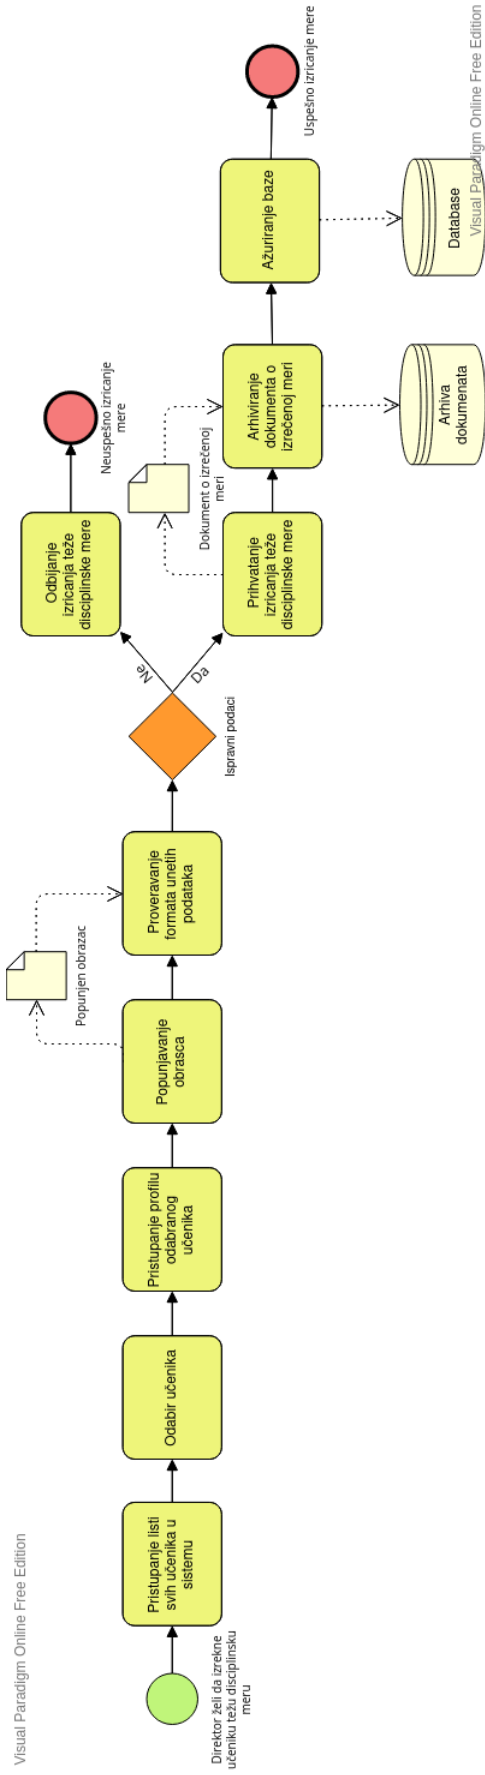 Visual Paradigm Online Free Edition
Direktor želi da izrekne
učeniku težu disciplinsku
meru
Pristupanje listi
svih učenika u
sistemu
Odabir učenika
Pristupanje profilu
odabranog
učenika
Popunjavanje
obrasca
Popunjen obrazac
Proveravanje
formata unetih
podataka
Ispravni podaci
Ne
Da
Odbijanje
izricanja teže
disciplinske mere
Neuspešno izricanje
mere
Prihvatanje
izricanja teže
disciplinske mere
Dokument o izrečenoj
meri
Arhiviranje
dokumenta o
izrečenoj meri
Arhiva
dokumenata
Ažuriranje baze
Database
Uspešno izricanje mere
Visual Paradigm Online Free Edition